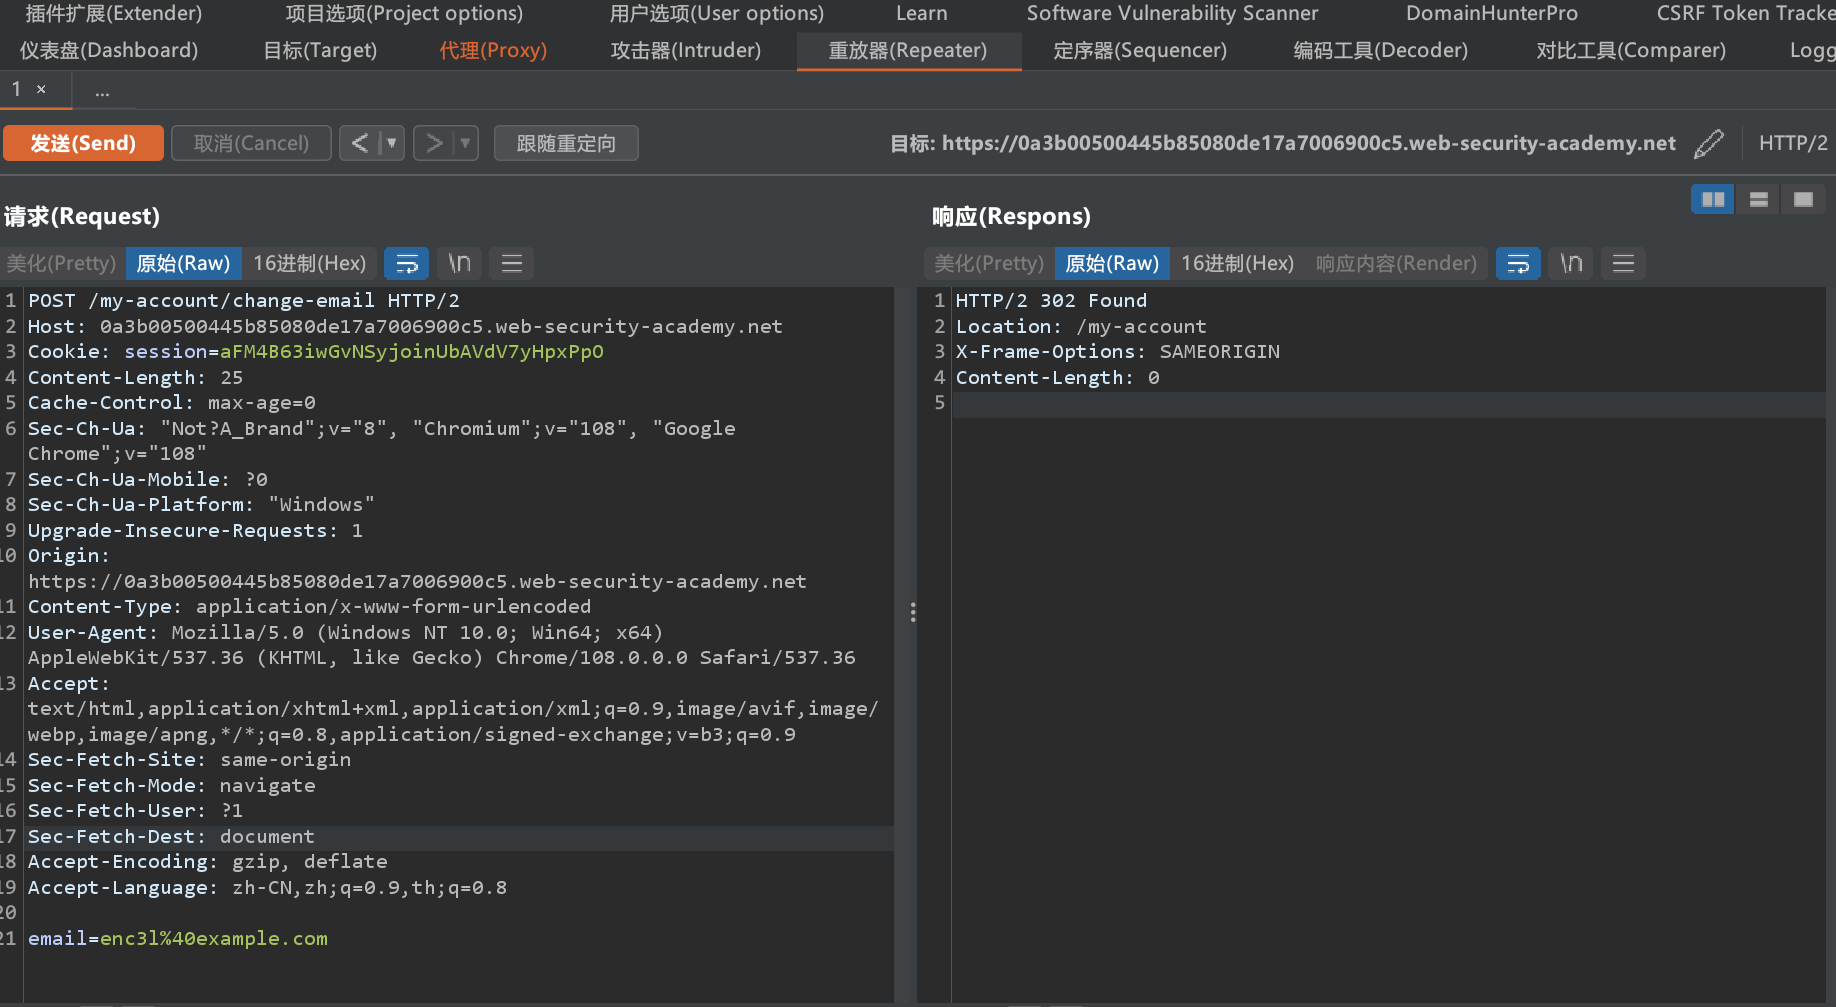 插件扩展(Extender) 项目选项(Project options) 用户选项(User options) Learn Software Vulnerability Scanner DomainHunterPro CSRF Token Tracke
仪表盘(Dashboard) 目标(Target) 代理(Proxy) 攻击器(Intruder) 重放器(Repeater) 定序器(Sequencer) 编码工具(Decoder) 对比工具(Comparer) Logg
1 × ...
发送(Send) 取消(Cancel) < ▼ > ▼ 跟随重定向 目标: https://0a3b00500445b85080de17a7006900c5.web-security-academy.net HTTP/2
请求(Request)
美化(Pretty) 原始(Raw) 16进制(Hex) \n
1 POST /my-account/change-email HTTP/2
2 Host: 0a3b00500445b85080de17a7006900c5.web-security-academy.net
3 Cookie: session=aFM4B63iwGvNSyjoinUbAVdV7yHpxPpO
4 Content-Length: 25
5 Cache-Control: max-age=0
6 Sec-Ch-Ua: "Not?A_Brand";v="8", "Chromium";v="108", "Google
Chrome";v="108"
7 Sec-Ch-Ua-Mobile: ?0
8 Sec-Ch-Ua-Platform: "Windows"
9 Upgrade-Insecure-Requests: 1
10 Origin:
https://0a3b00500445b85080de17a7006900c5.web-security-academy.net
11 Content-Type: application/x-www-form-urlencoded
12 User-Agent: Mozilla/5.0 (Windows NT 10.0; Win64; x64)
AppleWebKit/537.36 (KHTML, like Gecko) Chrome/108.0.0.0 Safari/537.36
13 Accept:
text/html,application/xhtml+xml,application/xml;q=0.9,image/avif,image/
webp,image/apng,*/*;q=0.8,application/signed-exchange;v=b3;q=0.9
14 Sec-Fetch-Site: same-origin
15 Sec-Fetch-Mode: navigate
16 Sec-Fetch-User: ?1
17 Sec-Fetch-Dest: document
18 Accept-Encoding: gzip, deflate
19 Accept-Language: zh-CN,zh;q=0.9,th;q=0.8
20
21 email=enc3l%40example.com
响应(Respons)
美化(Pretty) 原始(Raw) 16进制(Hex) 响应内容(Render) \n
1 HTTP/2 302 Found
2 Location: /my-account
3 X-Frame-Options: SAMEORIGIN
4 Content-Length: 0
5